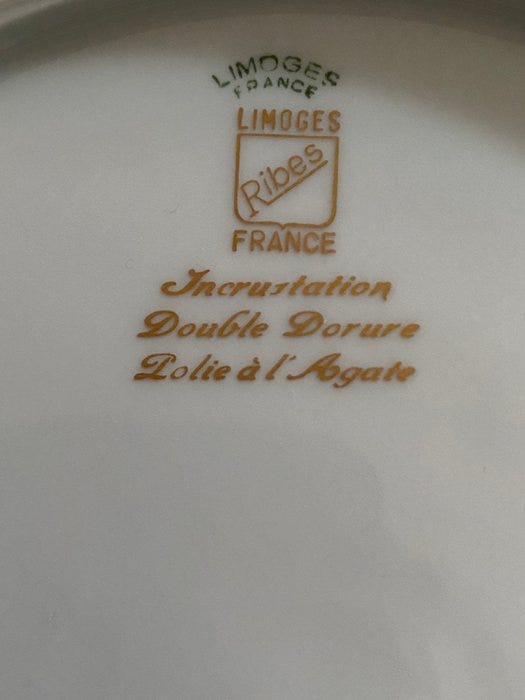 LIMOGES
FRANCE
LIMOGES
Ribes
FRANCE
Incrustation
Double Dorure
Polie à l'Agate